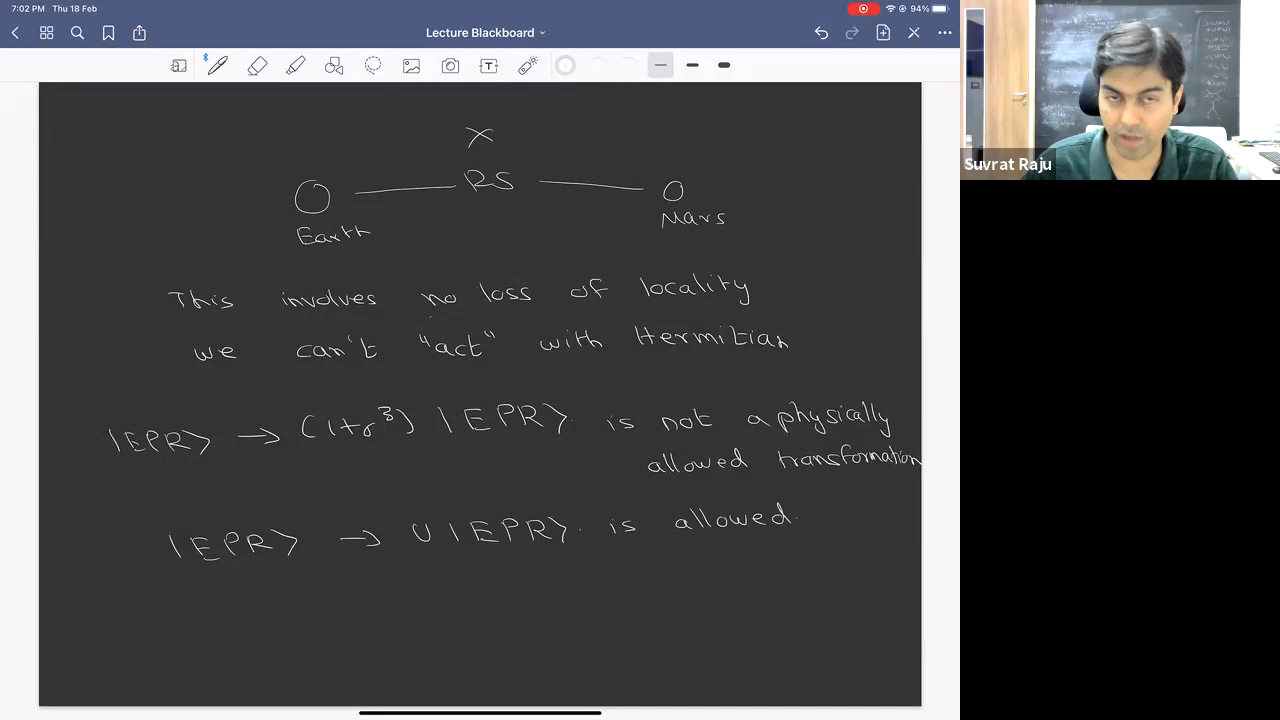 7:02 PM Thu 18 Feb
94%
Lecture Blackboard
Suvrat Raju
RS
Earth
Mars
This involves no loss of locality
we can't "act" with Hermitian
|EPR⟩ → (1+σ³) |EPR⟩ is not a physically
allowed transformation
|EPR⟩ → U|EPR⟩ is allowed.